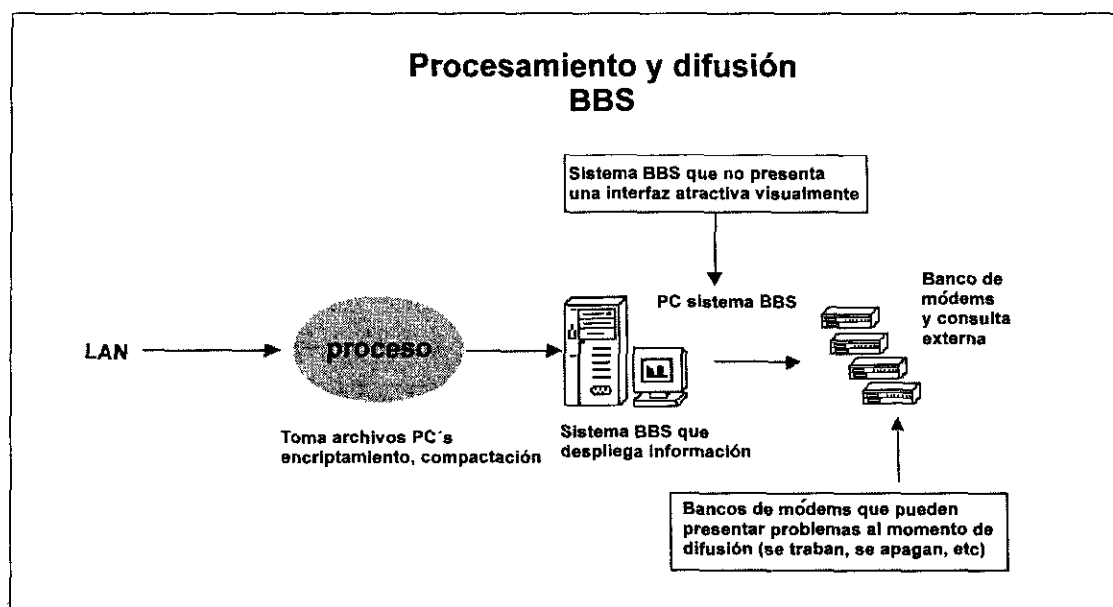 Procesamiento y difusión
BBS
Sistema BBS que no presenta
una interfaz atractiva visualmente
PC sistema BBS
Banco de
módems
y consulta
externa
LAN
proceso
Toma archivos PC´s
encriptamiento, compactación
Sistema BBS que
despliega información
Bancos de módems que pueden
presentar problemas al momento de
difusión (se traban, se apagan, etc)